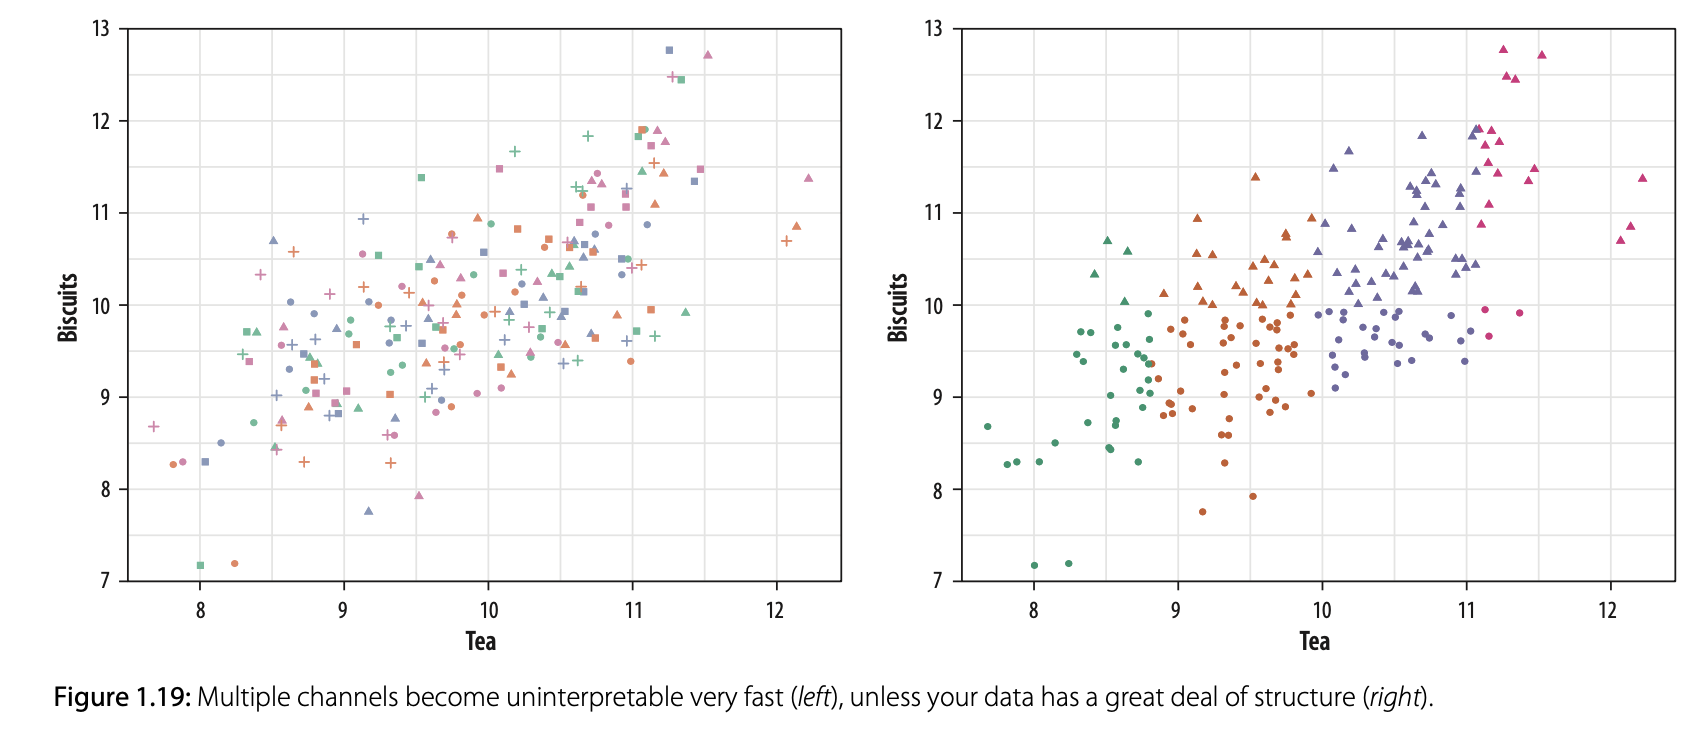 13
12
11
10
9
8
7
Biscuits
8 9 10 11 12
Tea
13
12
11
10
9
8
7
Biscuits
8 9 10 11 12
Tea
Figure 1.19: Multiple channels become uninterpretable very fast (left), unless your data has a great deal of structure (right).